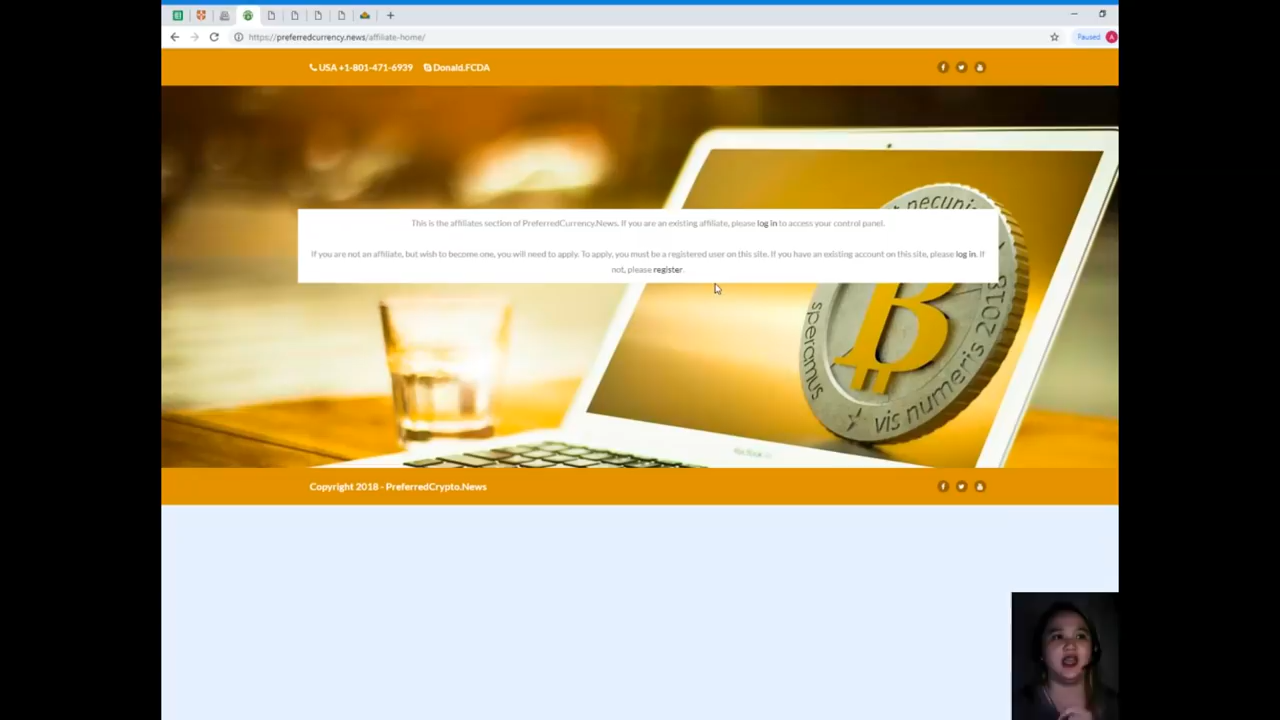 https://preferredcurrency.news/affiliate-home/
Paused
A
USA +1-801-471-6939 Donald.FCDA
This is the affiliates section of PreferredCurrency.News. If you are an existing affiliate, please log in to access your control panel.
If you are not an affiliate, but wish to become one, you will need to apply. To apply, you must be a registered user on this site. If you have an existing account on this site, please log in. If
not, please register.
necunia
B
speramus
vis numeris 2018
Copyright 2018 - PreferredCrypto.News